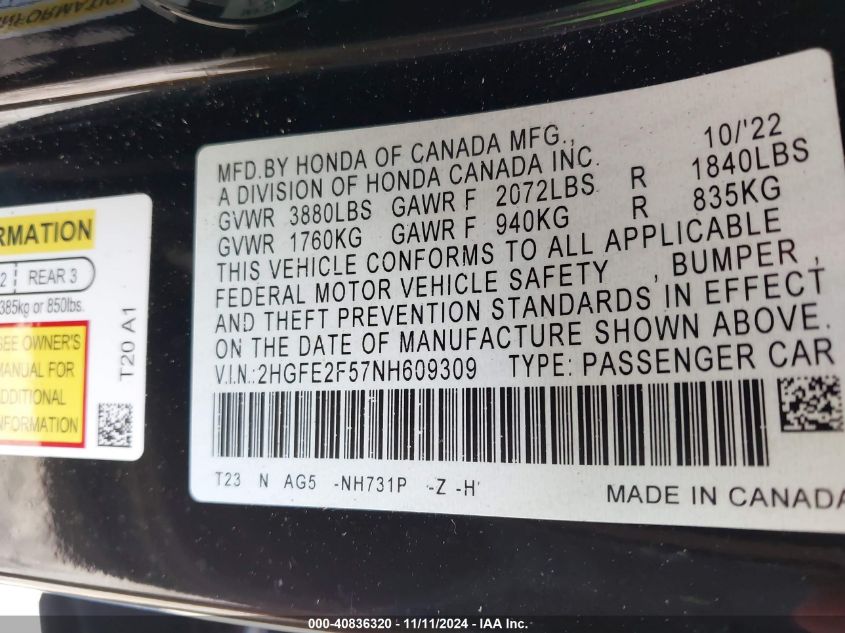 MFD.BY HONDA OF CANADA MFG., 10/'22
A DIVISION OF HONDA CANADA INC.
GVWR 3880LBS GAWR F 2072LBS R 1840LBS
GVWR 1760KG GAWR F 940KG R 835KG
THIS VEHICLE CONFORMS TO ALL APPLICABLE
FEDERAL MOTOR VEHICLE SAFETY , BUMPER ,
AND THEFT PREVENTION STANDARDS IN EFFECT
ON THE DATE OF MANUFACTURE SHOWN ABOVE.
V.I.N.:2HGFE2F57NH609309 TYPE: PASSENGER CAR
T23 N AG5 -NH731P -Z -H
MADE IN CANADA
RMATION
2 REAR 3
385kg or 850lbs.
SEE OWNER'S
MANUAL FOR
ADDITIONAL
NFORMATION
T20 A1
000-40836320 - 11/11/2024 - IAA Inc.